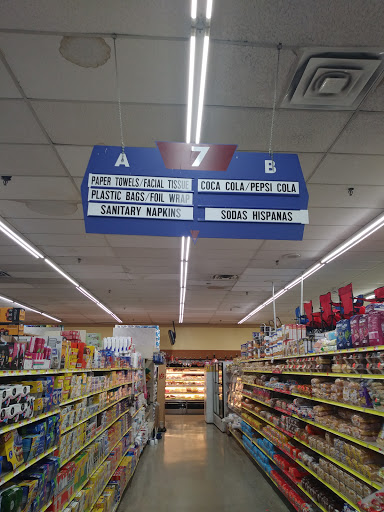 A 7 B
PAPER TOWELS/FACIAL TISSUE
PLASTIC BAGS/FOIL WRAP
SANITARY NAPKINS
COCA COLA/PEPSI COLA
SODAS HISPANAS